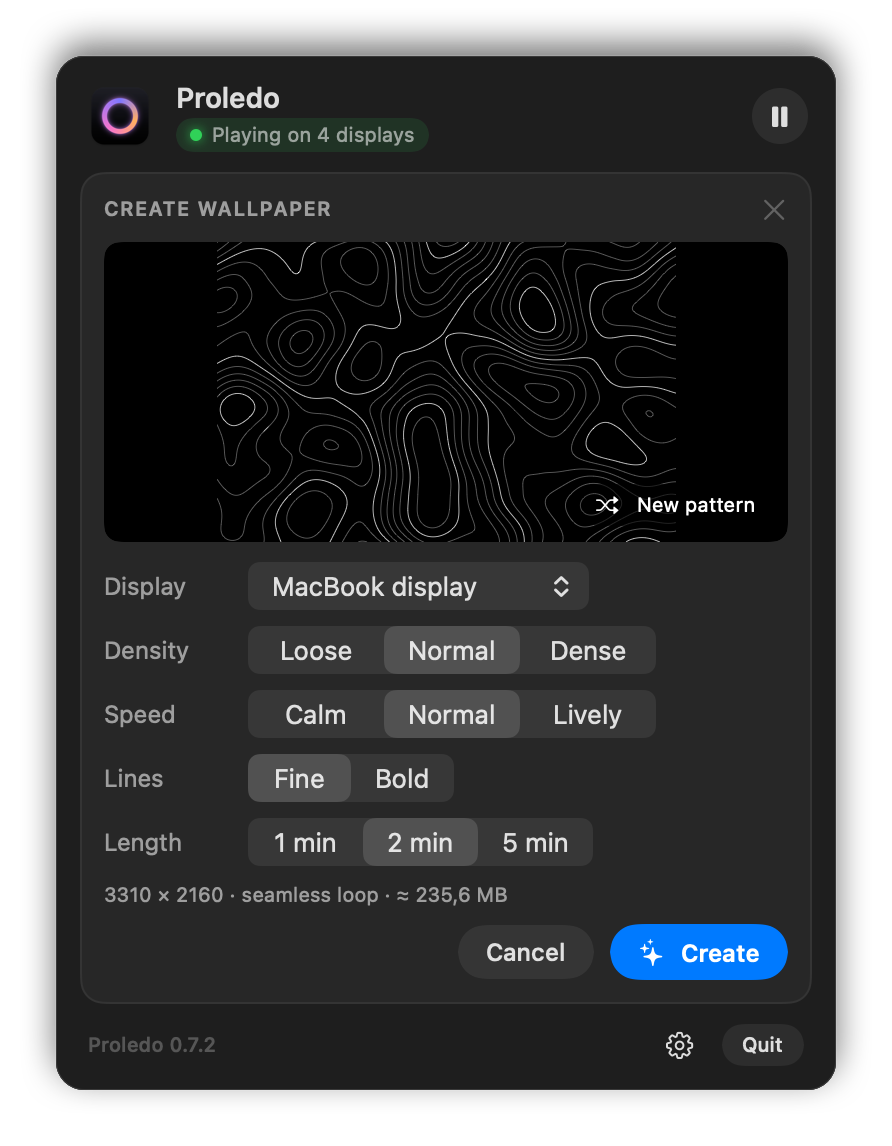 Proledo
Playing on 4 displays
CREATE WALLPAPER
New pattern
Display MacBook display
Density Loose Normal Dense
Speed Calm Normal Lively
Lines Fine Bold
Length 1 min 2 min 5 min
3310 × 2160 · seamless loop · ≈ 235,6 MB
Cancel Create
Proledo 0.7.2 Quit